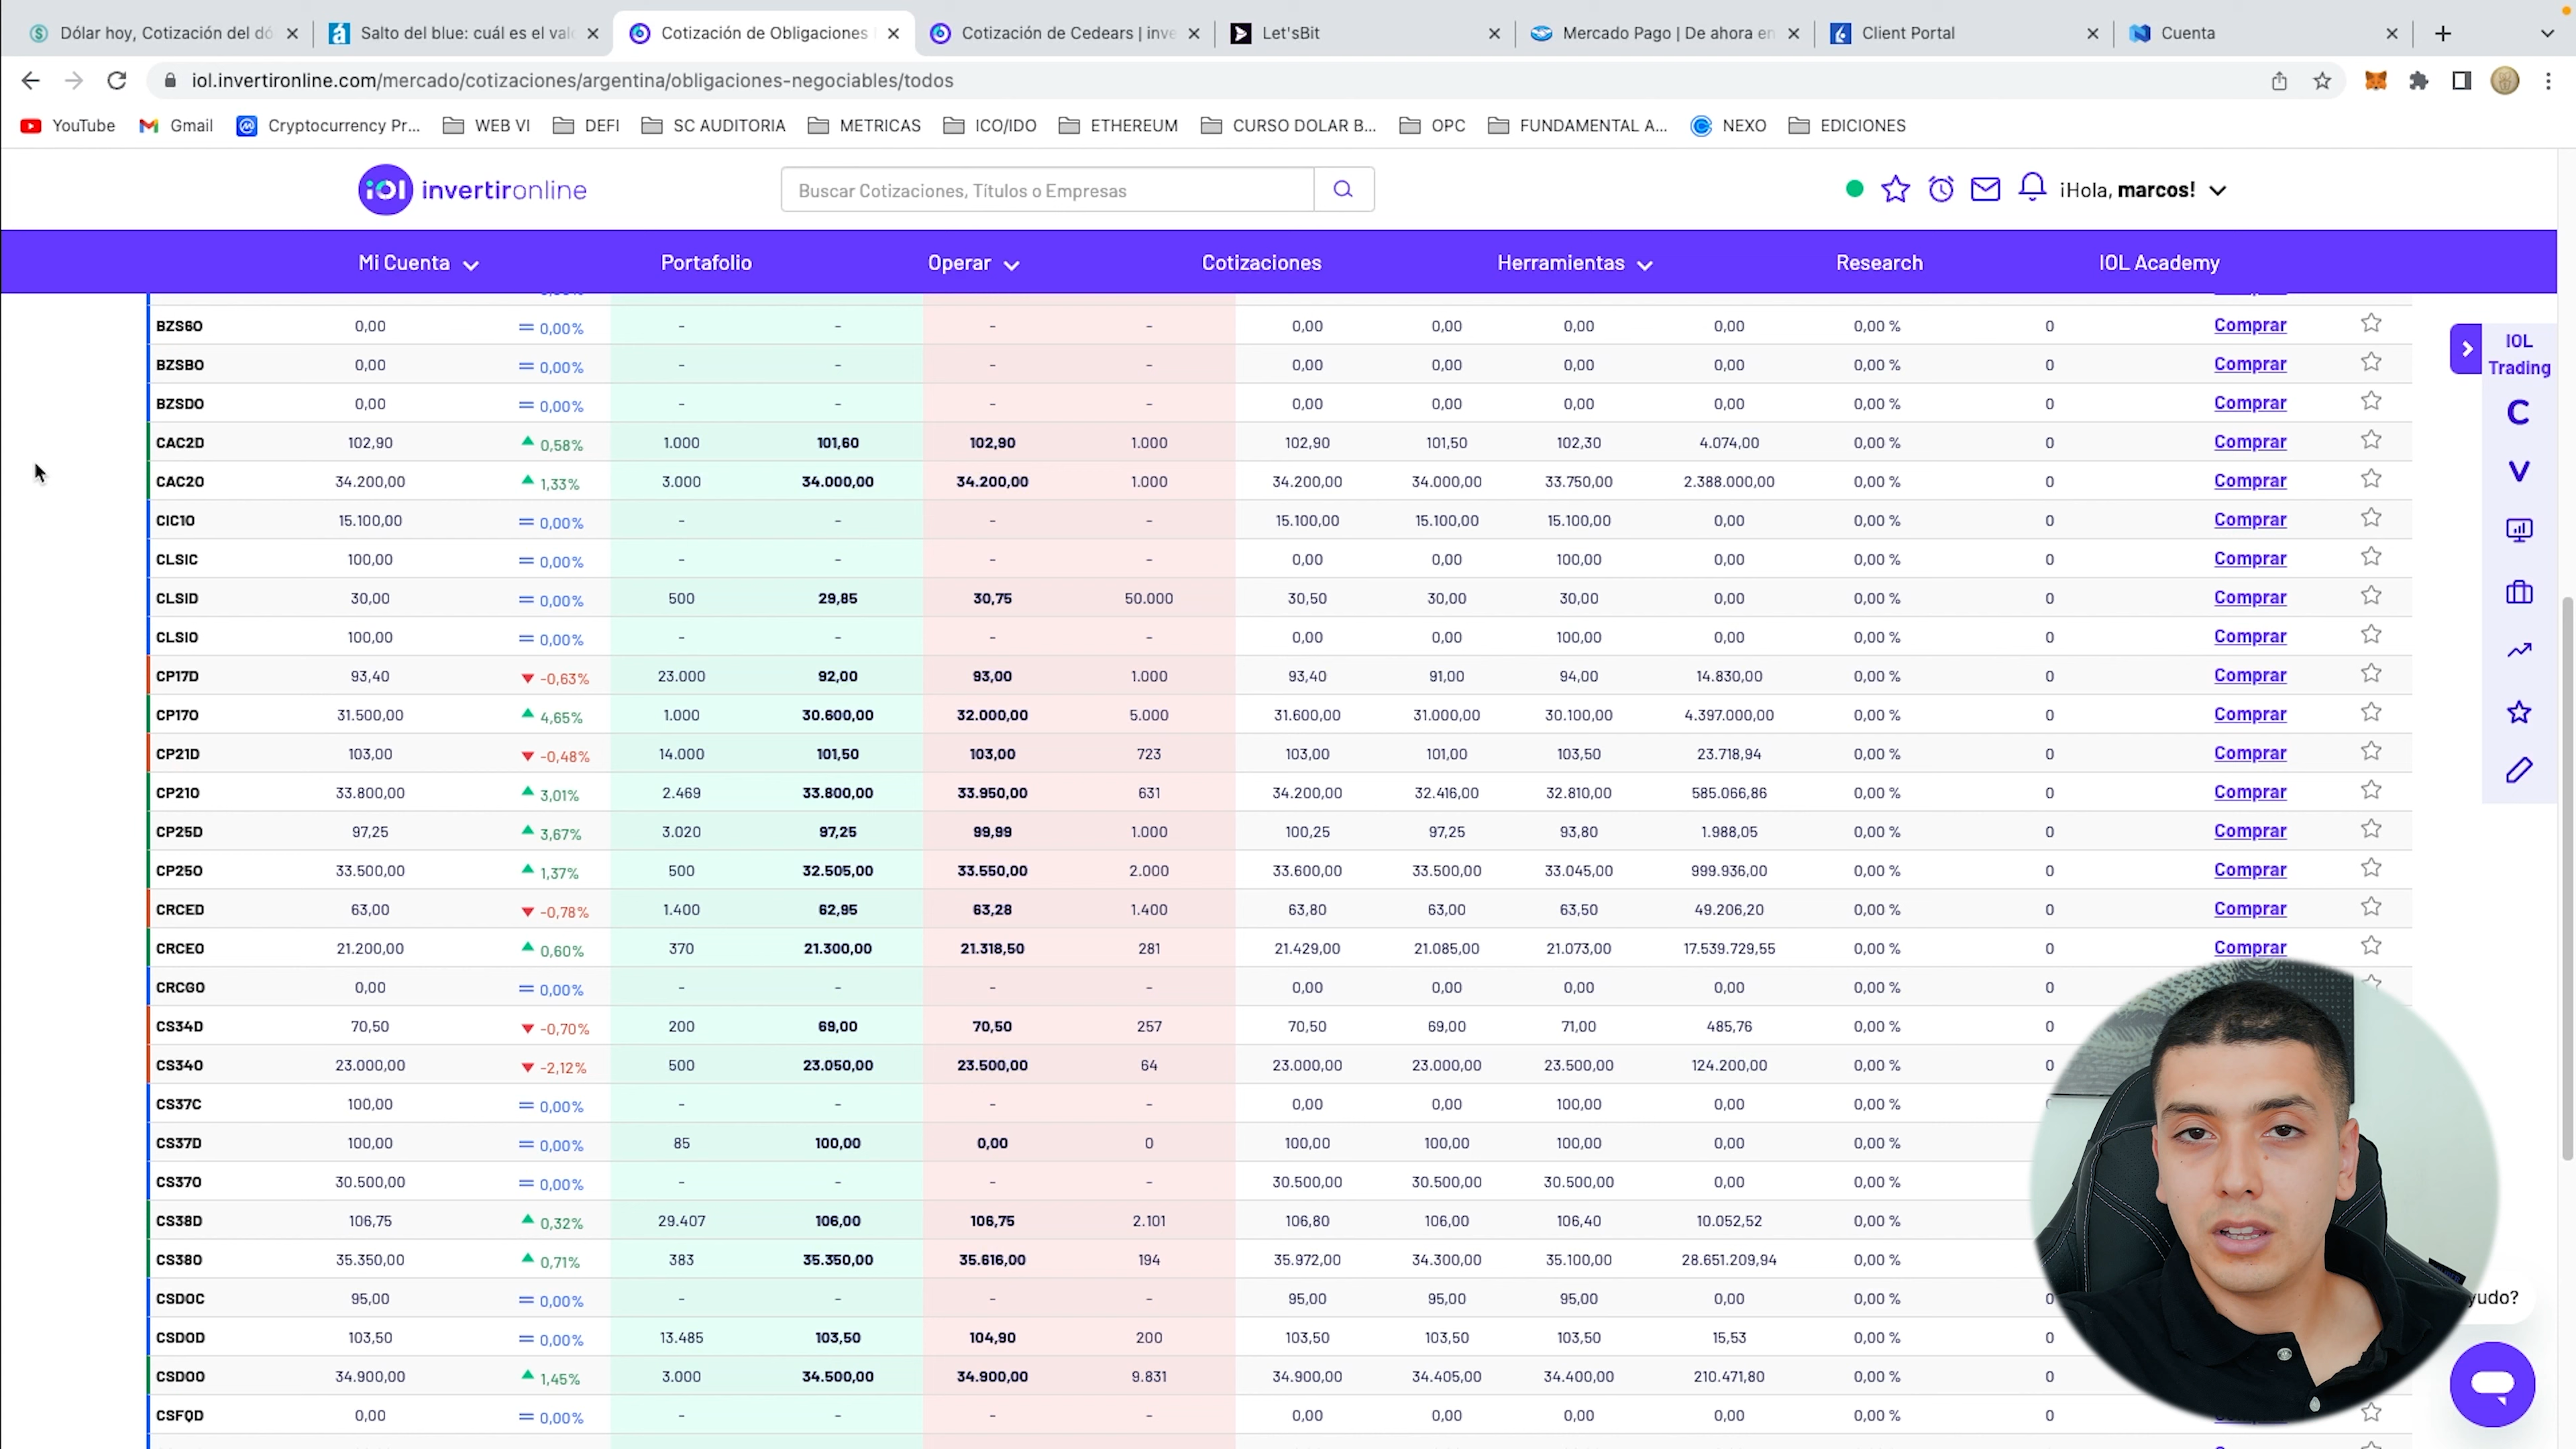 Dólar hoy, Cotización del dó
Salto del blue: cuál es el val
Cotización de Obligaciones
Cotización de Cedears | inve
Let'sBit
Mercado Pago | De ahora en
Client Portal
Cuenta
iol.invertironline.com/mercado/cotizaciones/argentina/obligaciones-negociables/todos
YouTube Gmail Cryptocurrency Pr... WEB VI DEFI SC AUDITORIA METRICAS ICO/IDO ETHEREUM CURSO DOLAR B... OPC FUNDAMENTAL A... NEXO EDICIONES
iOl invertironline
Buscar Cotizaciones, Títulos o Empresas
¡Hola, marcos!
Mi Cuenta Portafolio Operar Cotizaciones Herramientas Research IOL Academy
BZS6O 0,00 0,00% - - - - 0,00 0,00 0,00 0,00 0,00 % 0 Comprar
BZSBO 0,00 0,00% - - - - 0,00 0,00 0,00 0,00 0,00 % 0 Comprar
BZSDO 0,00 0,00% - - - - 0,00 0,00 0,00 0,00 0,00 % 0 Comprar
CAC2D 102,90 0,58% 1.000 101,60 102,90 1.000 102,90 101,50 102,30 4.074,00 0,00 % 0 Comprar
CAC2O 34.200,00 1,33% 3.000 34.000,00 34.200,00 1.000 34.200,00 34.000,00 33.750,00 2.388.000,00 0,00 % 0 Comprar
CIC1O 15.100,00 0,00% - - - - 15.100,00 15.100,00 15.100,00 0,00 0,00 % 0 Comprar
CLSIC 100,00 0,00% - - - - 0,00 0,00 100,00 0,00 0,00 % 0 Comprar
CLSID 30,00 0,00% 500 29,85 30,75 50.000 30,50 30,00 30,00 0,00 0,00 % 0 Comprar
CLSIO 100,00 0,00% - - - - 0,00 0,00 100,00 0,00 0,00 % 0 Comprar
CP17D 93,40 -0,63% 23.000 92,00 93,00 1.000 93,40 91,00 94,00 14.830,00 0,00 % 0 Comprar
CP17O 31.500,00 4,65% 1.000 30.600,00 32.000,00 5.000 31.600,00 31.000,00 30.100,00 4.397.000,00 0,00 % 0 Comprar
CP21D 103,00 -0,48% 14.000 101,50 103,00 723 103,00 101,00 103,50 23.718,94 0,00 % 0 Comprar
CP21O 33.800,00 3,01% 2.469 33.800,00 33.950,00 631 34.200,00 32.416,00 32.810,00 585.066,86 0,00 % 0 Comprar
CP25D 97,25 3,67% 3.020 97,25 99,99 1.000 100,25 97,25 93,80 1.988,05 0,00 % 0 Comprar
CP25O 33.500,00 1,37% 500 32.505,00 33.550,00 2.000 33.600,00 33.500,00 33.045,00 999.936,00 0,00 % 0 Comprar
CRCED 63,00 -0,78% 1.400 62,95 63,28 1.400 63,80 63,00 63,50 49.206,20 0,00 % 0 Comprar
CRCEO 21.200,00 0,60% 370 21.300,00 21.318,50 281 21.429,00 21.085,00 21.073,00 17.539.729,55 0,00 % 0 Comprar
CRCGO 0,00 0,00% - - - - 0,00 0,00 0,00 0,00 0,00 % 0
CS34D 70,50 -0,70% 200 69,00 70,50 257 70,50 69,00 71,00 485,76 0,00 % 0
CS34O 23.000,00 -2,12% 500 23.050,00 23.500,00 64 23.000,00 23.000,00 23.500,00 124.200,00 0,00 % 0
CS37C 100,00 0,00% - - - - 0,00 0,00 100,00 0,00 0,00 %
CS37D 100,00 0,00% 85 100,00 0,00 0 100,00 100,00 100,00 0,00 0,00 %
CS37O 30.500,00 0,00% - - - - 30.500,00 30.500,00 30.500,00 0,00 0,00 %
CS38D 106,75 0,32% 29.407 106,00 106,75 2.101 106,80 106,00 106,40 10.052,52 0,00 %
CS38O 35.350,00 0,71% 383 35.350,00 35.616,00 194 35.972,00 34.300,00 35.100,00 28.651.209,94 0,00 %
CSDOC 95,00 0,00% - - - - 95,00 95,00 95,00 0,00 0,00 % 0
CSDOD 103,50 0,00% 13.485 103,50 104,90 200 103,50 103,50 103,50 15,53 0,00 % 0
CSDOO 34.900,00 1,45% 3.000 34.500,00 34.900,00 9.831 34.900,00 34.405,00 34.400,00 210.471,80 0,00 % 0
CSFQD 0,00 0,00% - - - - 0,00 0,00 0,00 0,00 0,00 % 0
IOL
Trading
C
V
yudo?